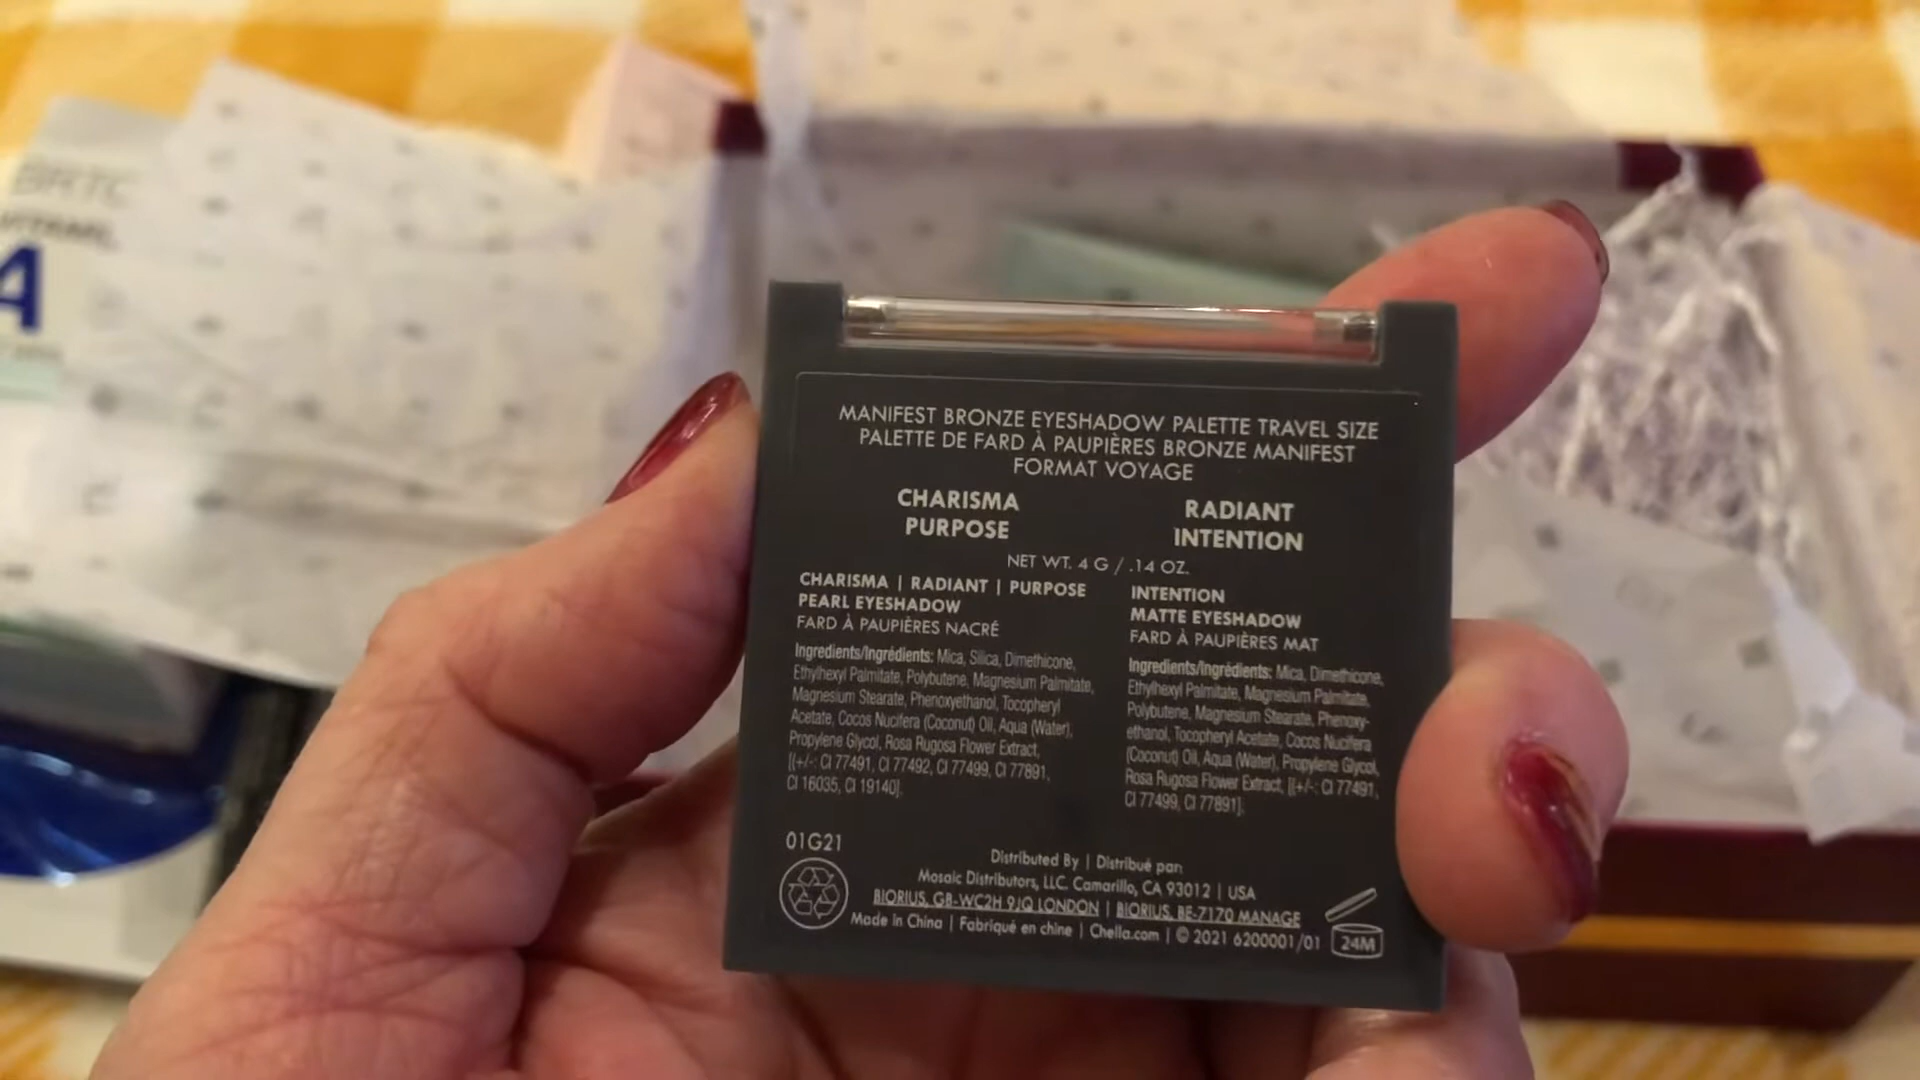 MANIFEST BRONZE EYESHADOW PALETTE TRAVEL SIZE
PALETTE DE FARD À PAUPIÈRES BRONZE MANIFEST
FORMAT VOYAGE
CHARISMA
PURPOSE
RADIANT
INTENTION
NET WT. 4 G / .14 OZ.
CHARISMA | RADIANT | PURPOSE
PEARL EYESHADOW
FARD À PAUPIÈRES NACRÉ
Ingredients/Ingrédients: Mica, Silica, Dimethicone,
Ethylhexyl Palmitate, Polybutene, Magnesium Palmitate,
Magnesium Stearate, Phenoxyethanol, Tocopheryl
Acetate, Cocos Nucifera (Coconut) Oil, Aqua (Water),
Propylene Glycol, Rosa Rugosa Flower Extract,
[(+/-: CI 77491, CI 77492, CI 77499, CI 77891,
CI 16035, CI 19140].
INTENTION
MATTE EYESHADOW
FARD À PAUPIÈRES MAT
Ingredients/Ingrédients: Mica, Dimethicone,
Ethylhexyl Palmitate, Magnesium Palmitate,
Polybutene, Magnesium Stearate, Phenoxy-
ethanol, Tocopheryl Acetate, Cocos Nucifera
(Coconut) Oil, Aqua (Water), Propylene Glycol,
Rosa Rugosa Flower Extract, [(+/-: CI 77491,
CI 77499, CI 77891].
01G21
Distributed By | Distribué par:
Mosaic Distributors, LLC. Camarillo, CA 93012 | USA
BIORIUS, GB-WC2H 9JQ LONDON | BIORIUS, BE-7170 MANAGE
Made in China | Fabriqué en chine | Chella.com | © 2021 6200001/01
24M
A